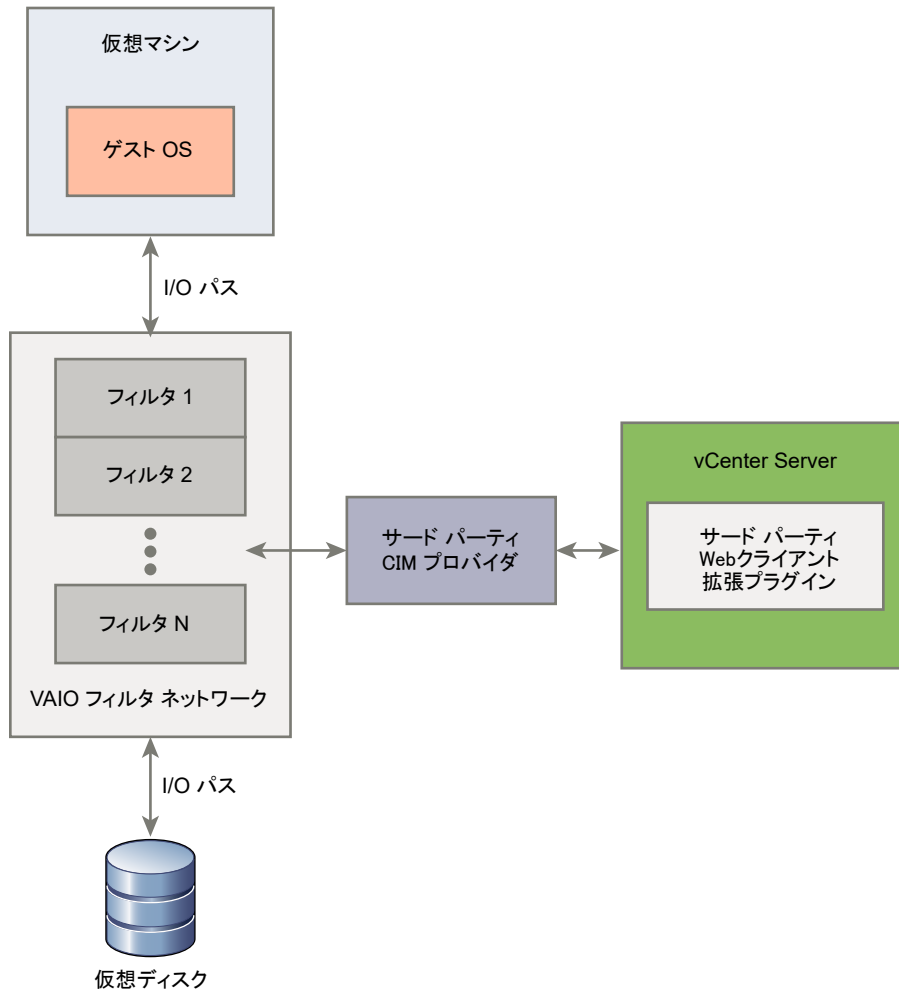 仮想マシン
ゲスト OS
I/O パス
フィルタ 1
フィルタ 2
フィルタ N
VAIO フィルタ ネットワーク
サード パーティ
CIM プロバイダ
vCenter Server
サード パーティ
Webクライアント
拡張プラグイン
I/O パス
仮想ディスク